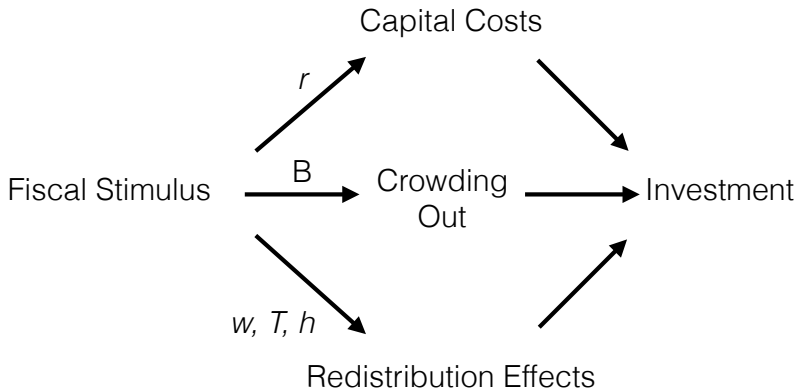 Capital Costs
r
Fiscal Stimulus
B
Crowding
Out
Investment
w, T, h
Redistribution Effects